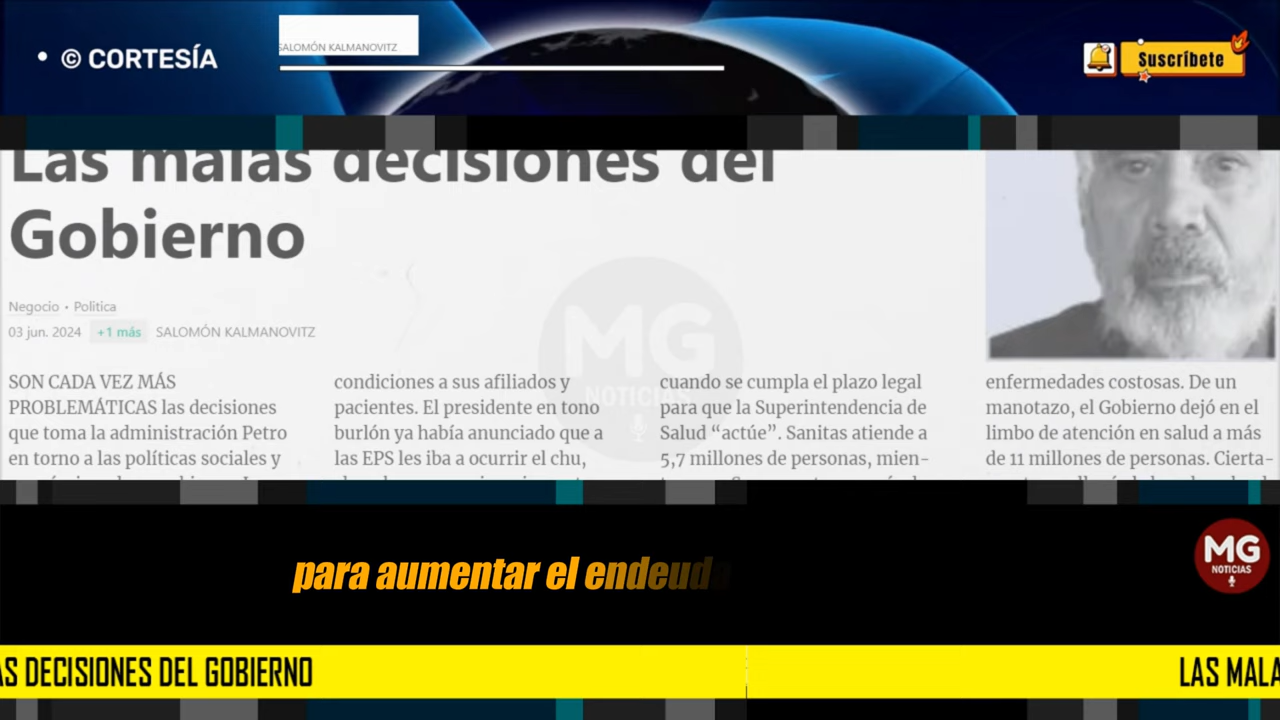 • © CORTESÍA
SALOMÓN KALMANOVITZ
Suscríbete
Las malas decisiones del
Gobierno
Negocio • Politica
03 jun. 2024 +1 más SALOMÓN KALMANOVITZ
SON CADA VEZ MÁS
PROBLEMÁTICAS las decisiones
que toma la administración Petro
en torno a las políticas sociales y
condiciones a sus afiliados y
pacientes. El presidente en tono
burlón ya había anunciado que a
las EPS les iba a ocurrir el chu,
cuando se cumpla el plazo legal
para que la Superintendencia de
Salud “actúe”. Sanitas atiende a
5,7 millones de personas, mien-
enfermedades costosas. De un
manotazo, el Gobierno dejó en el
limbo de atención en salud a más
de 11 millones de personas. Cierta-
MG
NOTICIAS
para aumentar el endeuda
MG
NOTICIAS
AS DECISIONES DEL GOBIERNO
LAS MALA